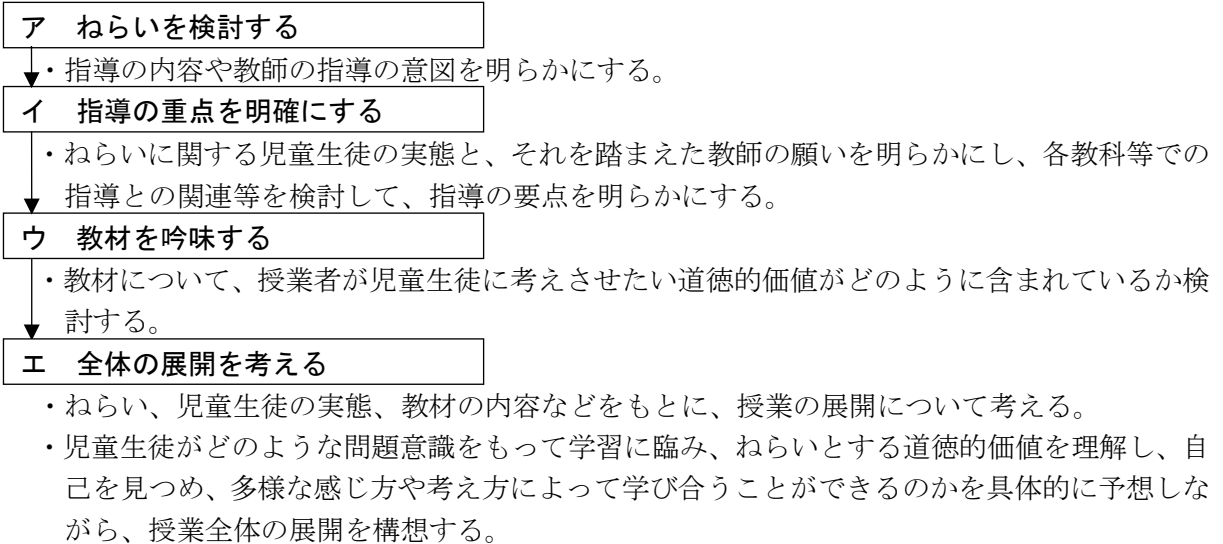 ア ねらいを検討する
・指導の内容や教師の指導の意図を明らかにする。
イ 指導の重点を明確にする
・ねらいに関する児童生徒の実態と、それを踏まえた教師の願いを明らかにし、各教科等での
指導との関連等を検討して、指導の要点を明らかにする。
ウ 教材を吟味する
・教材について、授業者が児童生徒に考えさせたい道徳的価値がどのように含まれているか検
討する。
エ 全体の展開を考える
・ねらい、児童生徒の実態、教材の内容などをもとに、授業の展開について考える。
・児童生徒がどのような問題意識をもって学習に臨み、ねらいとする道徳的価値を理解し、自
己を見つめ、多様な感じ方や考え方によって学び合うことができるのかを具体的に予想しな
がら、授業全体の展開を構想する。